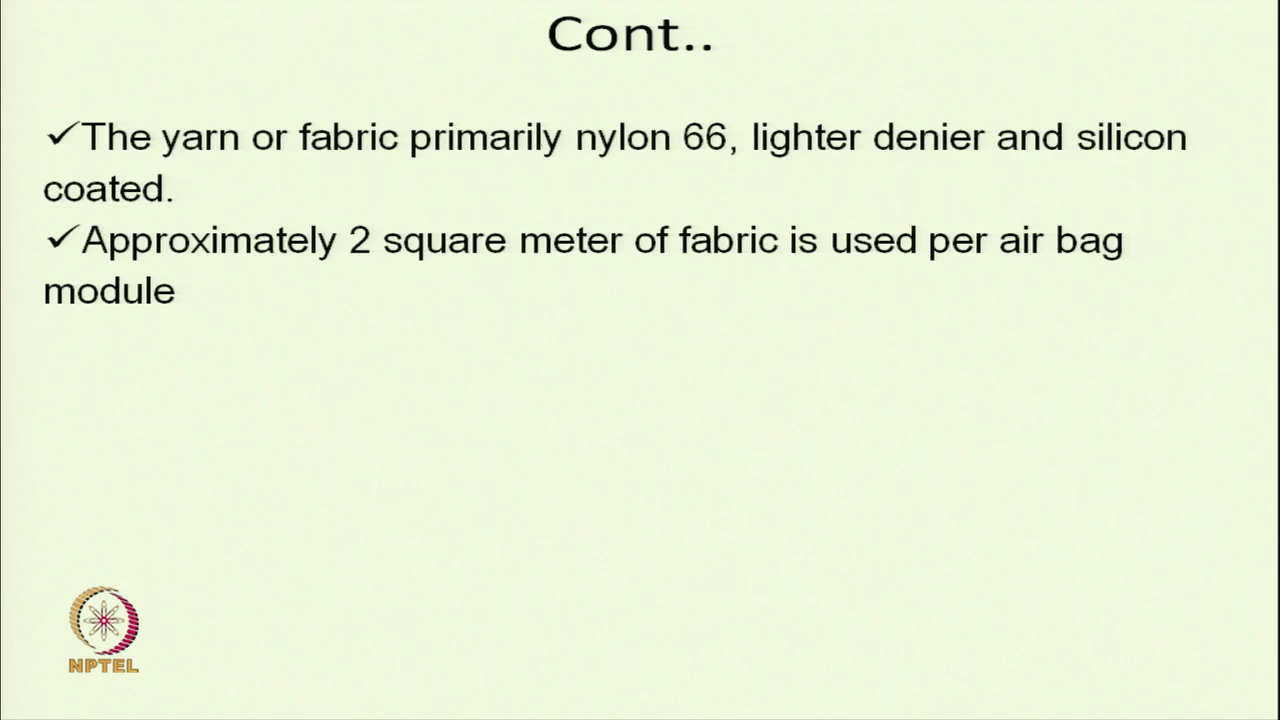 Cont..
✓The yarn or fabric primarily nylon 66, lighter denier and silicon
coated.
✓Approximately 2 square meter of fabric is used per air bag
module
NPTEL